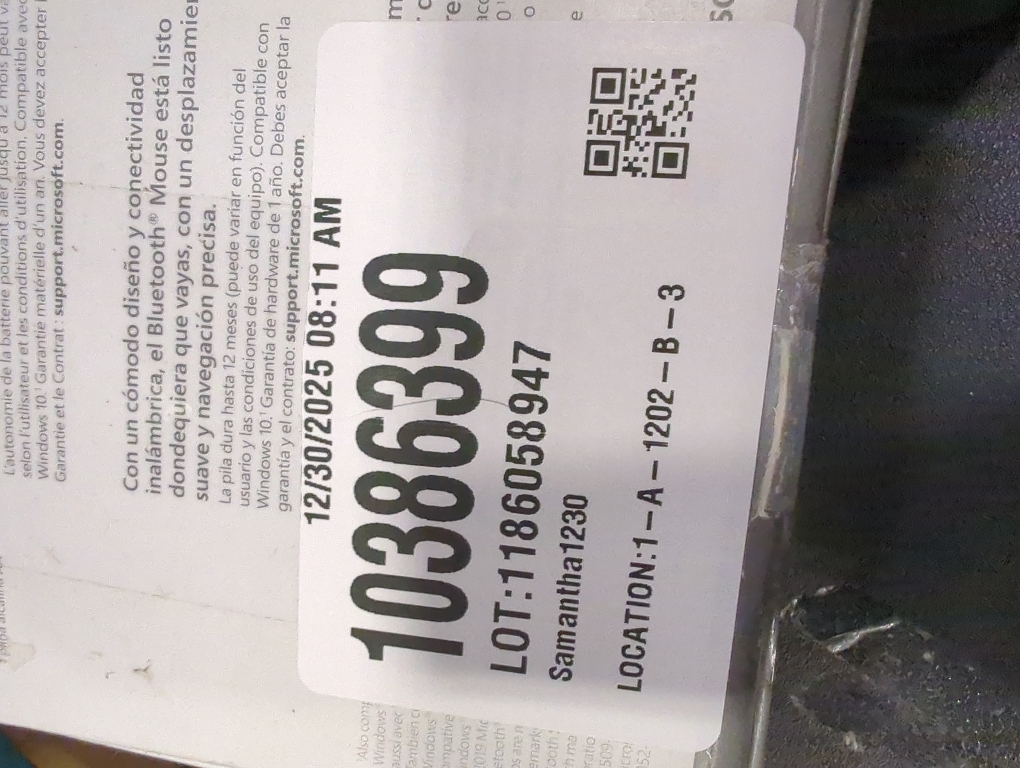 L'autonomie de la batterie pouvant aller jusqu'à 12 mois peut
selon l'utilisateur et les conditions d'utilisation. Compatible avec
Windows 10.¹ Garantie matérielle d'un an. Vous devez accepter
Garantie et le Contrat : support.microsoft.com.
Con un cómodo diseño y conectividad
inalámbrica, el Bluetooth® Mouse está listo
dondequiera que vayas, con un
suave y navegación precisa.
La pila dura hasta 12 meses (puede variar en función del
usuario y las condiciones de uso del equipo). Compatible con
Windows 10.¹ Garantía de hardware de 1 año. Debes aceptar la
garantía y el contrato: support.microsoft.com.
12/30/2025 08:11 AM
10386399
LOT:1186058947
Samantha1230
LOCATION:1-A-1202-B-3
¹Also
Windows
aussi avec